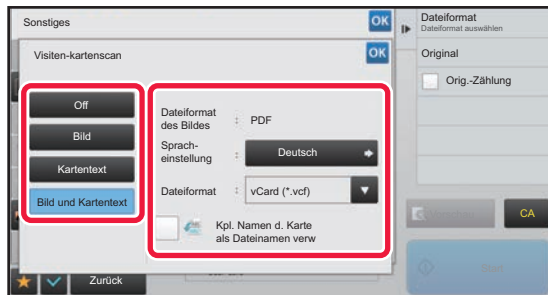 Sonstiges
OK
Visiten-kartenscan
OK
Off
Bild
Kartentext
Bild und Kartentext
Dateiformat
des Bildes
:
PDF
Sprach-
einstellung
:
Deutsch
Dateiformat
:
vCard (*.vcf)
Kpl. Namen d. Karte
als Dateinamen verw
Zurück
Dateiformat
Dateiformat auswählen
Original
Orig.-Zählung
CA
Start